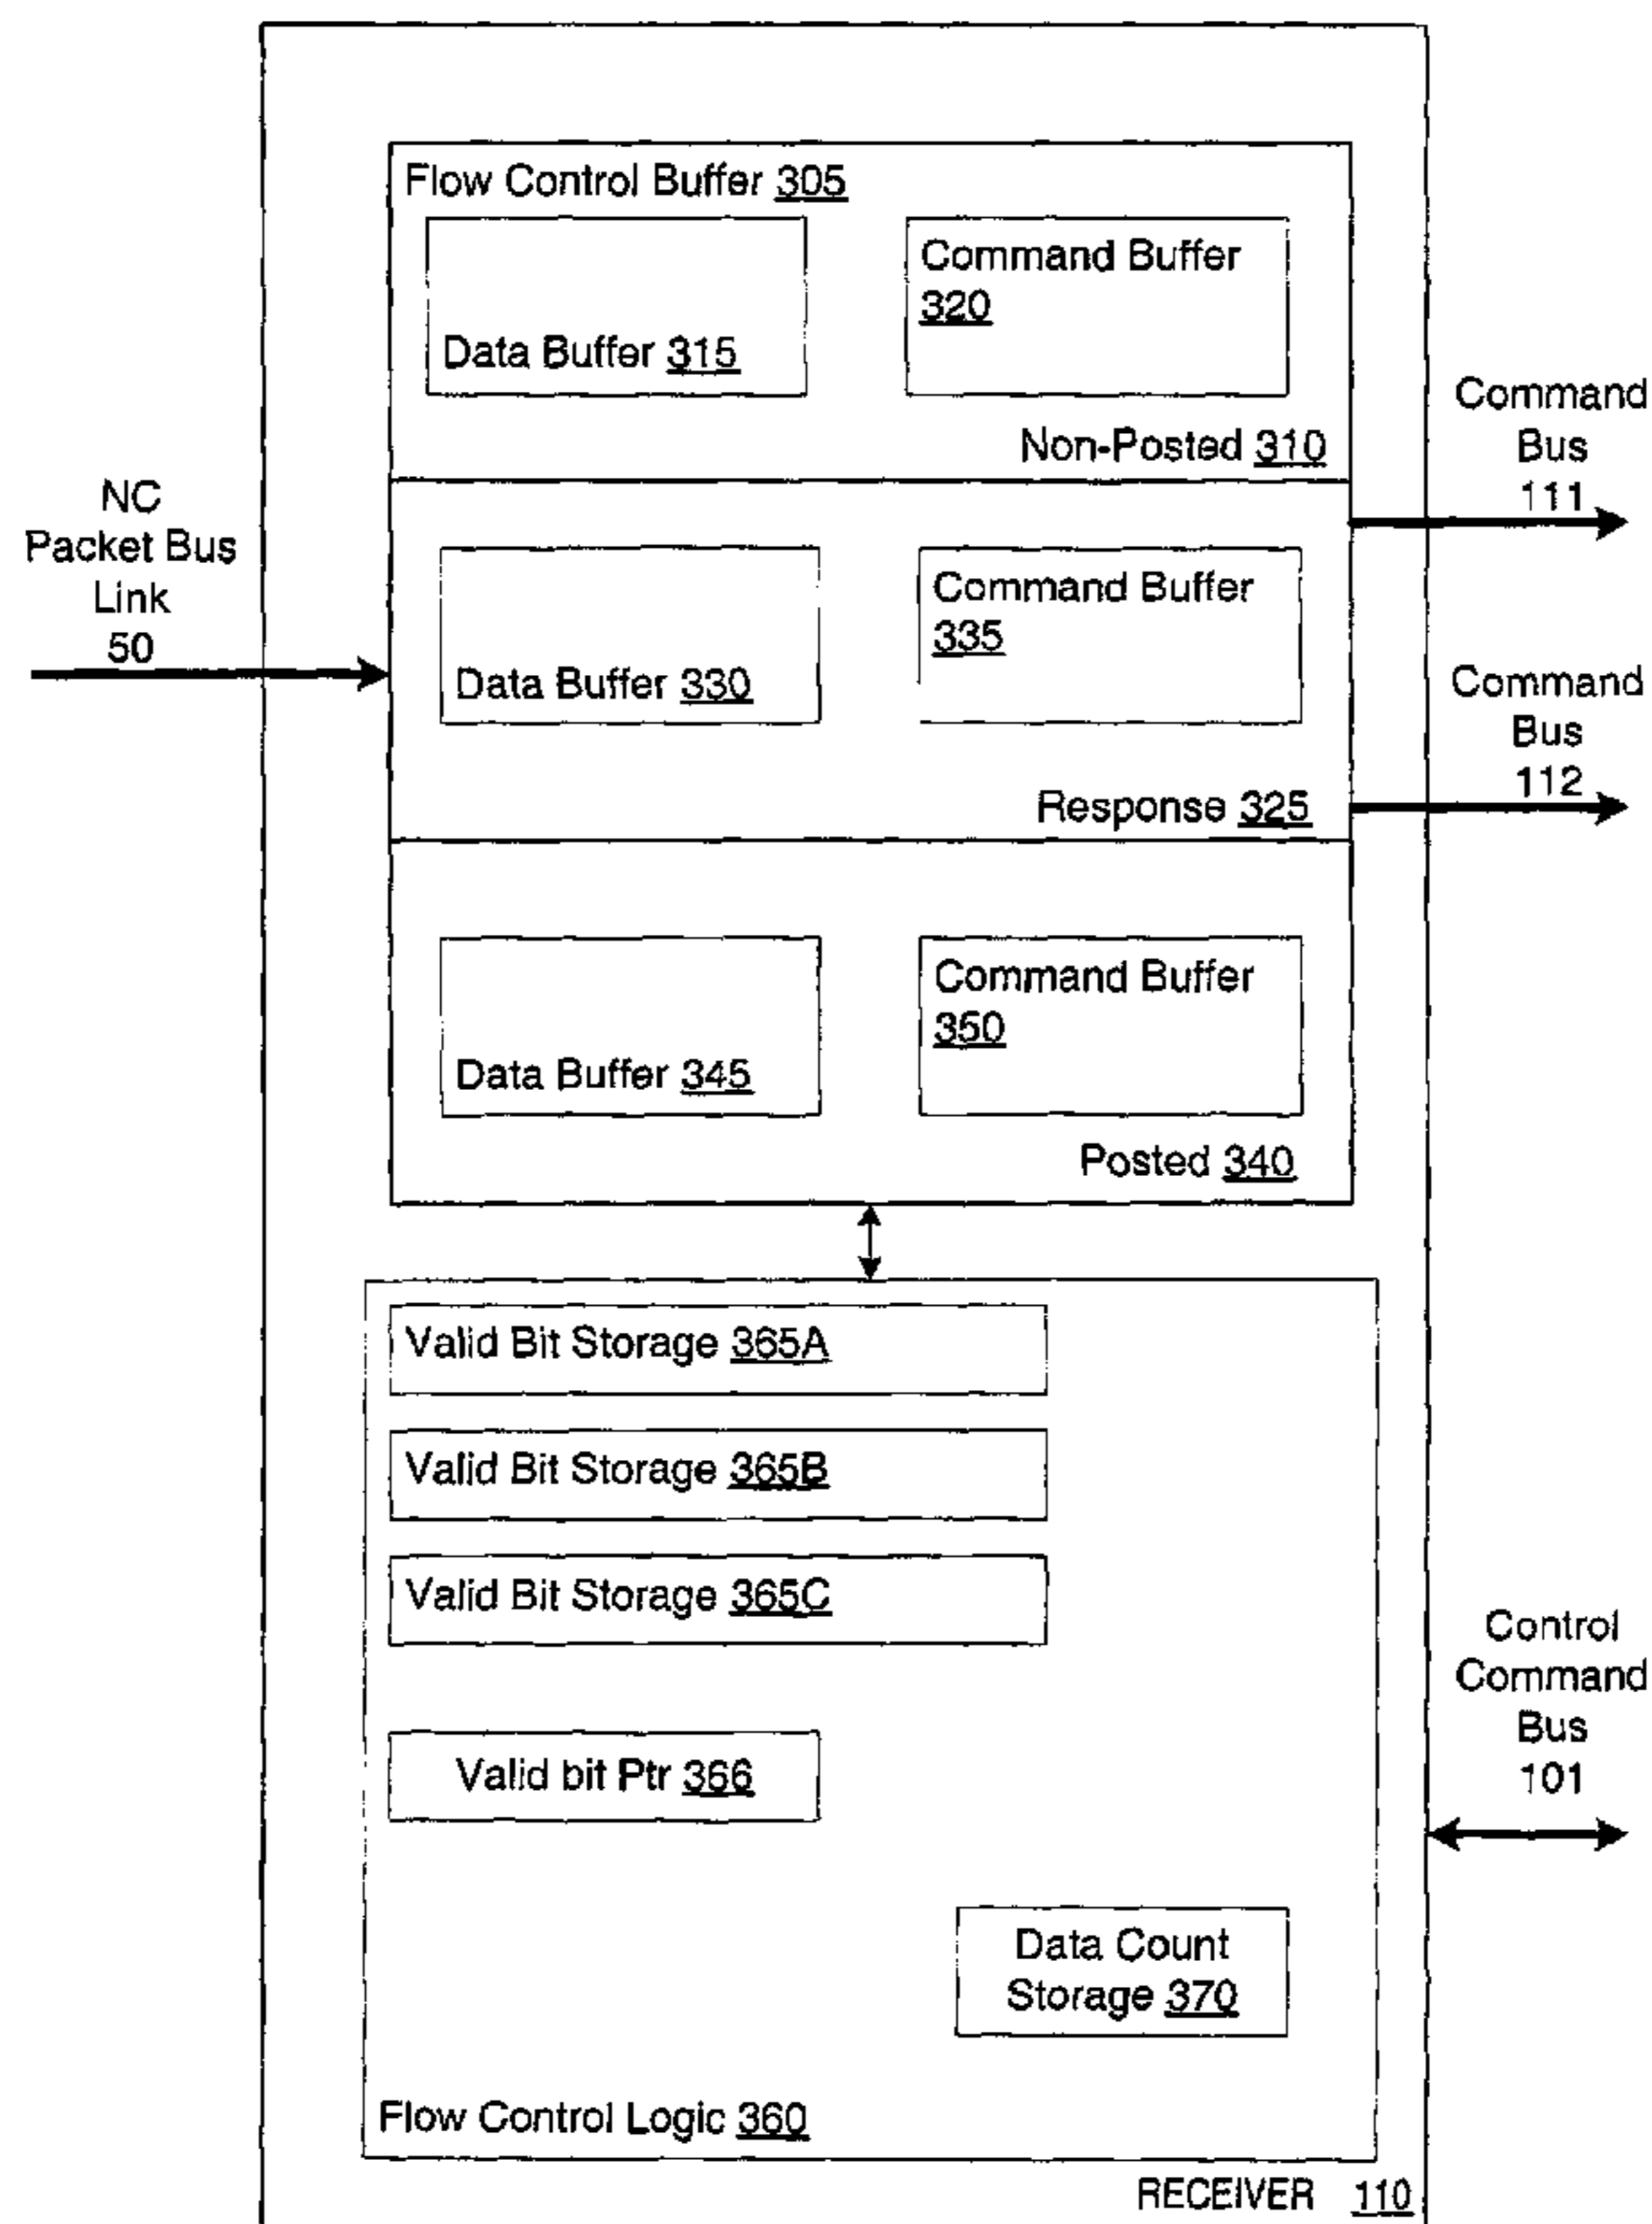 Flow Control Buffer 305
Data Buffer 315
Command Buffer
320
Non-Posted 310
NC
Packet Bus
Link
50
Data Buffer 330
Command Buffer
335
Response 325
Command
Bus
111
Command
Bus
112
Data Buffer 345
Command Buffer
350
Posted 340
Valid Bit Storage 365A
Valid Bit Storage 365B
Valid Bit Storage 365C
Valid bit Ptr 366
Data Count
Storage 370
Flow Control Logic 360
Control
Command
Bus
101
RECEIVER 110